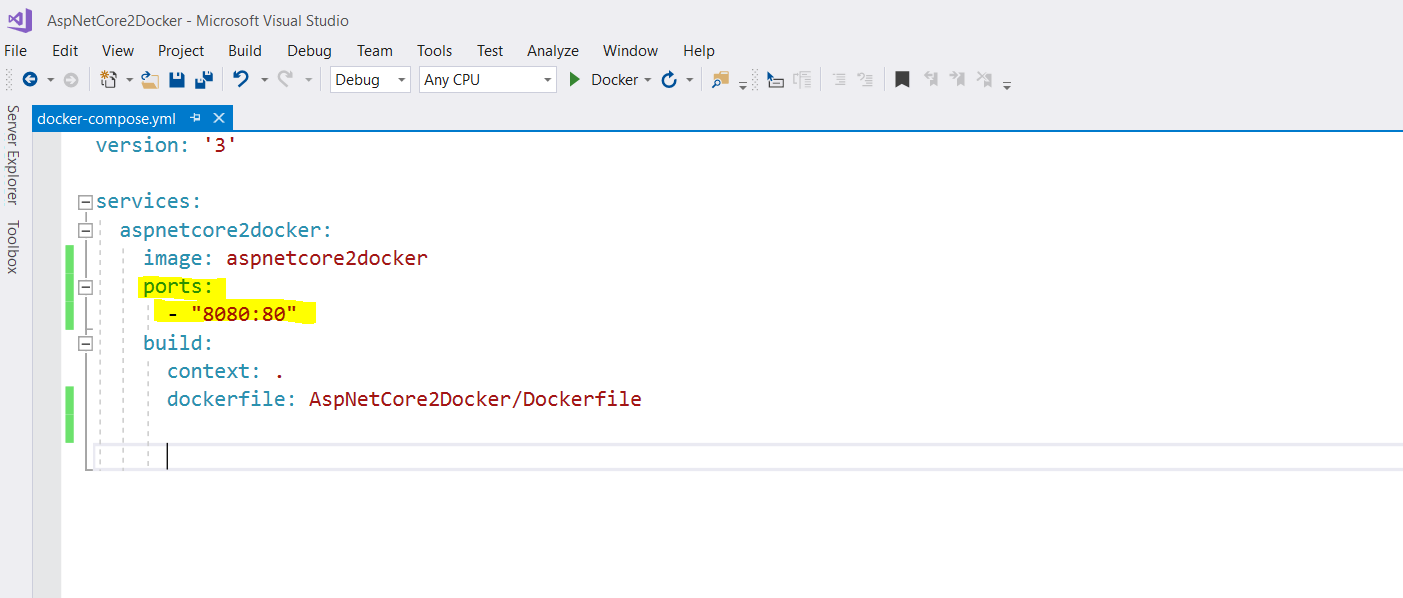 AspNetCore2Docker - Microsoft Visual Studio
File Edit View Project Build Debug Team Tools Test Analyze Window Help
Debug Any CPU Docker
Server Explorer
Toolbox
docker-compose.yml
version: '3'
services:
aspnetcore2docker:
image: aspnetcore2docker
ports:
- "8080:80"
build:
context: .
dockerfile: AspNetCore2Docker/Dockerfile